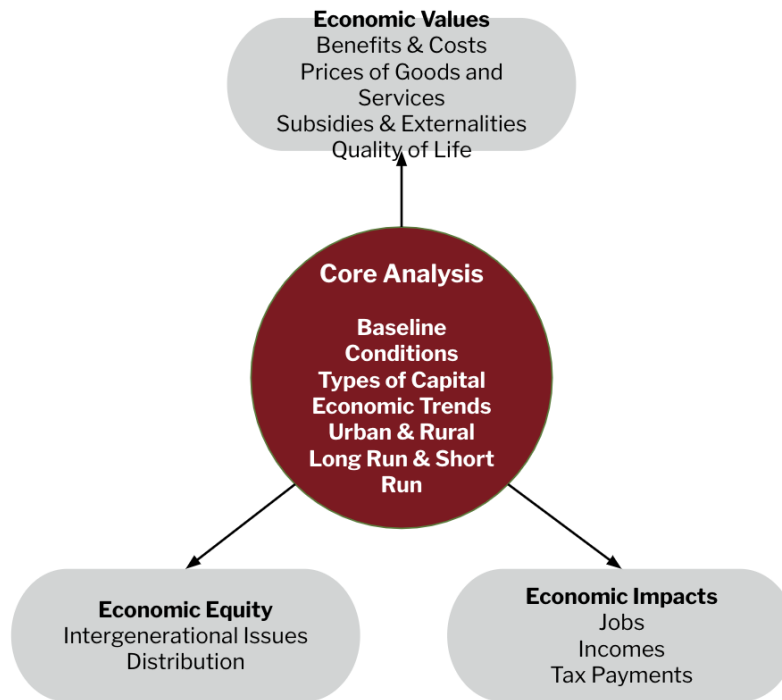 Economic Values
Benefits & Costs
Prices of Goods and
Services
Subsidies & Externalities
Quality of Life
Core Analysis
Baseline
Conditions
Types of Capital
Economic Trends
Urban & Rural
Long Run & Short
Run
Economic Equity
Intergenerational Issues
Distribution
Economic Impacts
Jobs
Incomes
Tax Payments